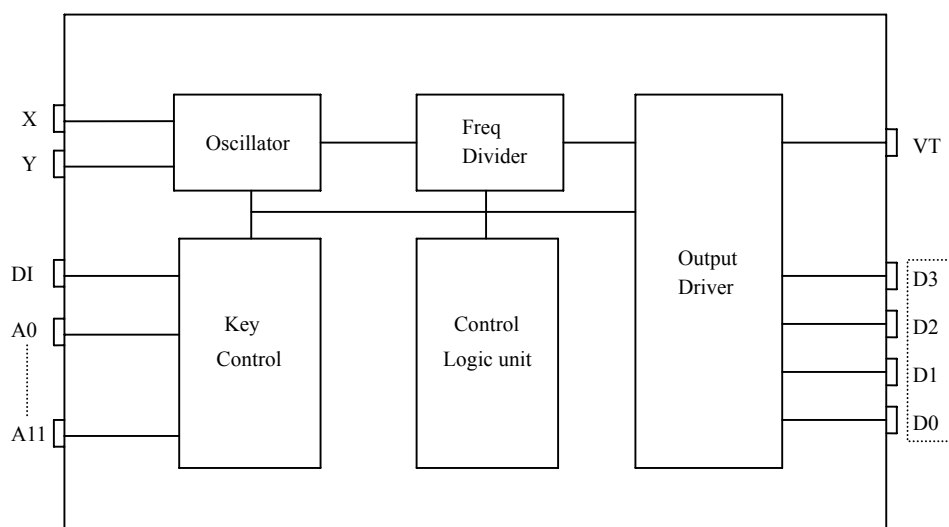 X
Y
DI
A0
A11
Oscillator
Freq
Divider
Key
Control
Control
Logic unit
Output
Driver
VT
D3
D2
D1
D0